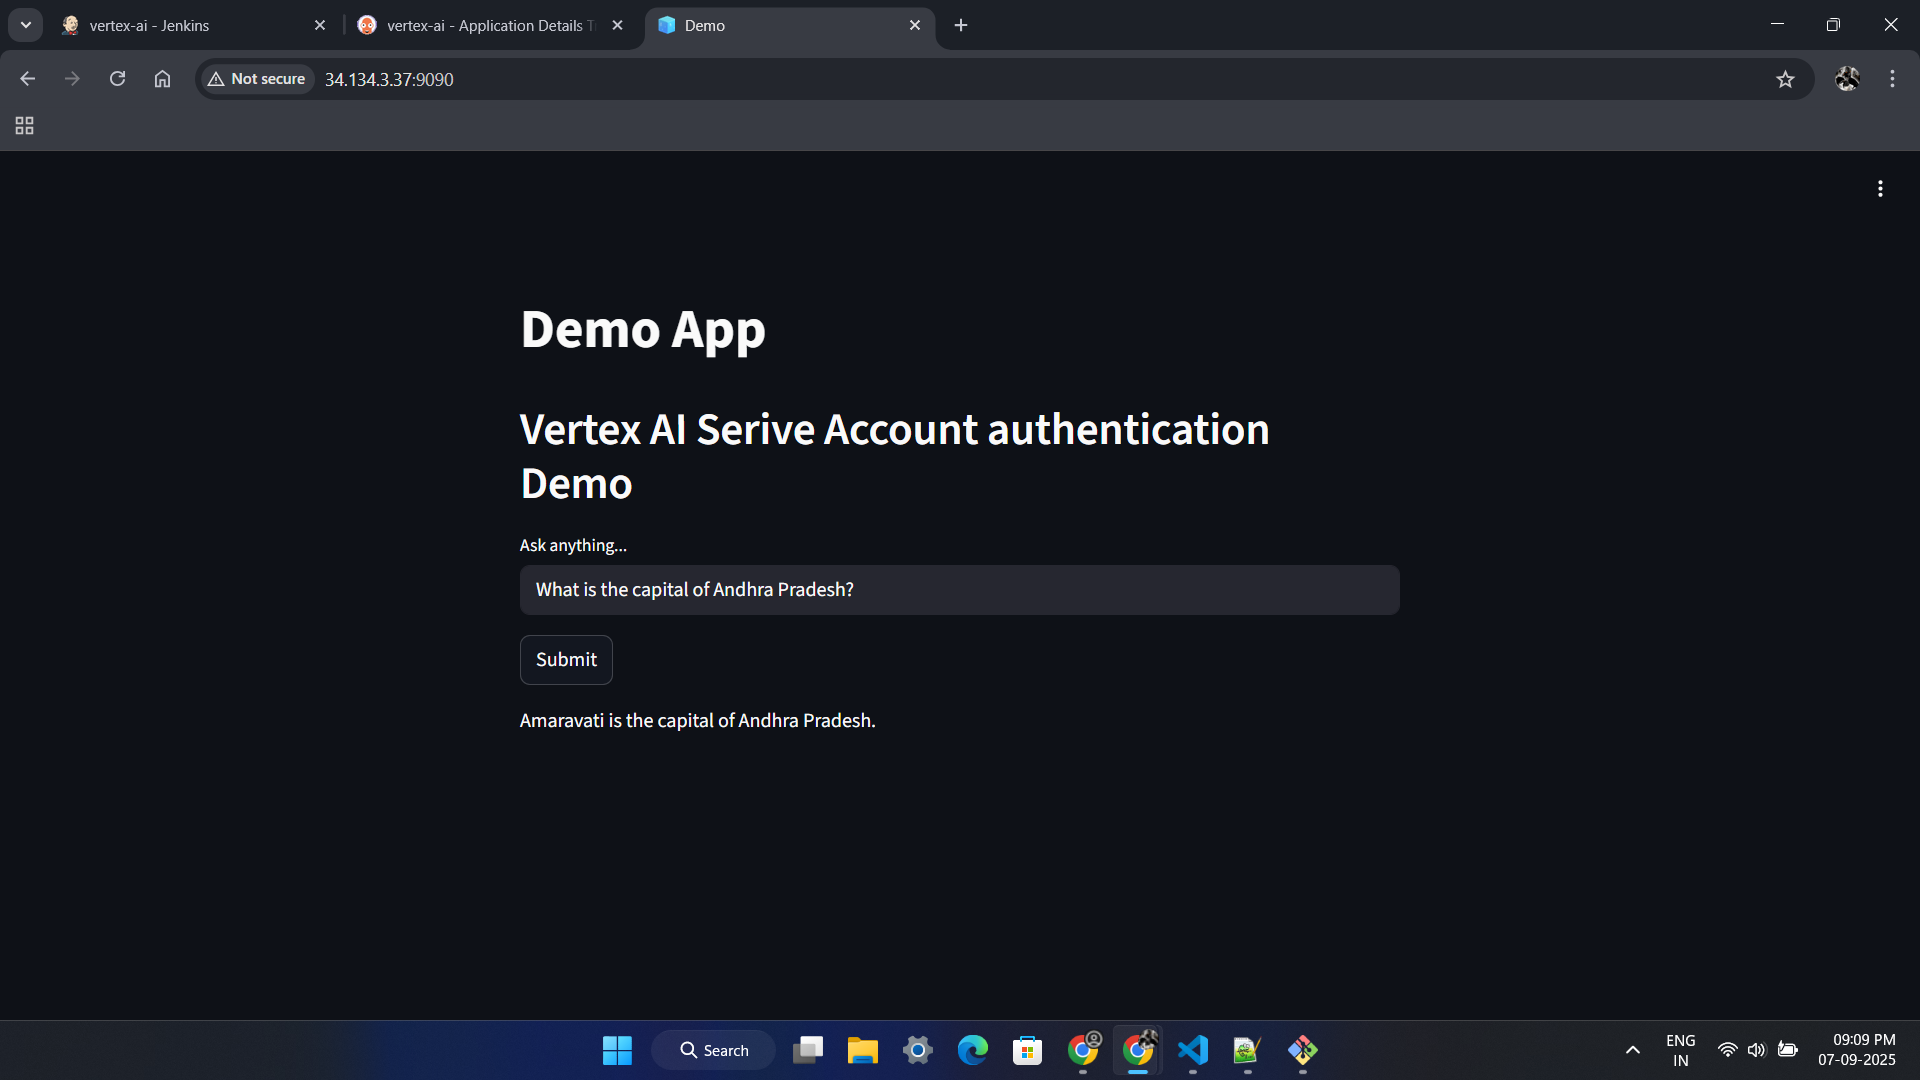 vertex-ai - Jenkins
vertex-ai - Application Details
Demo
Not secure
34.134.3.37:9090
Demo App
Vertex AI Serive Account authentication
Demo
Ask anything...
What is the capital of Andhra Pradesh?
Submit
Amaravati is the capital of Andhra Pradesh.
Search
ENG
IN
09:09 PM
07-09-2025